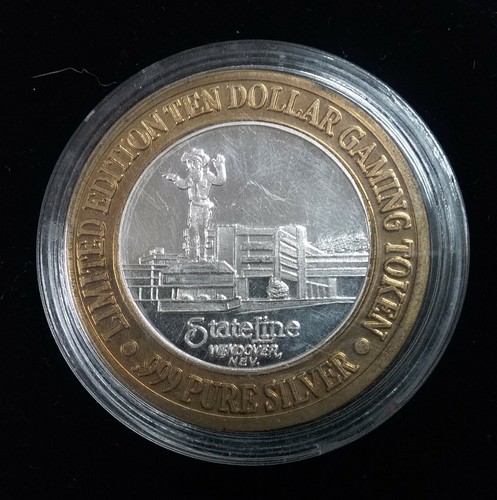 LIMITED EDITION TEN DOLLAR GAMING TOKEN
• .999 PURE SILVER •
StateLine
WENDOVER,
NEV.